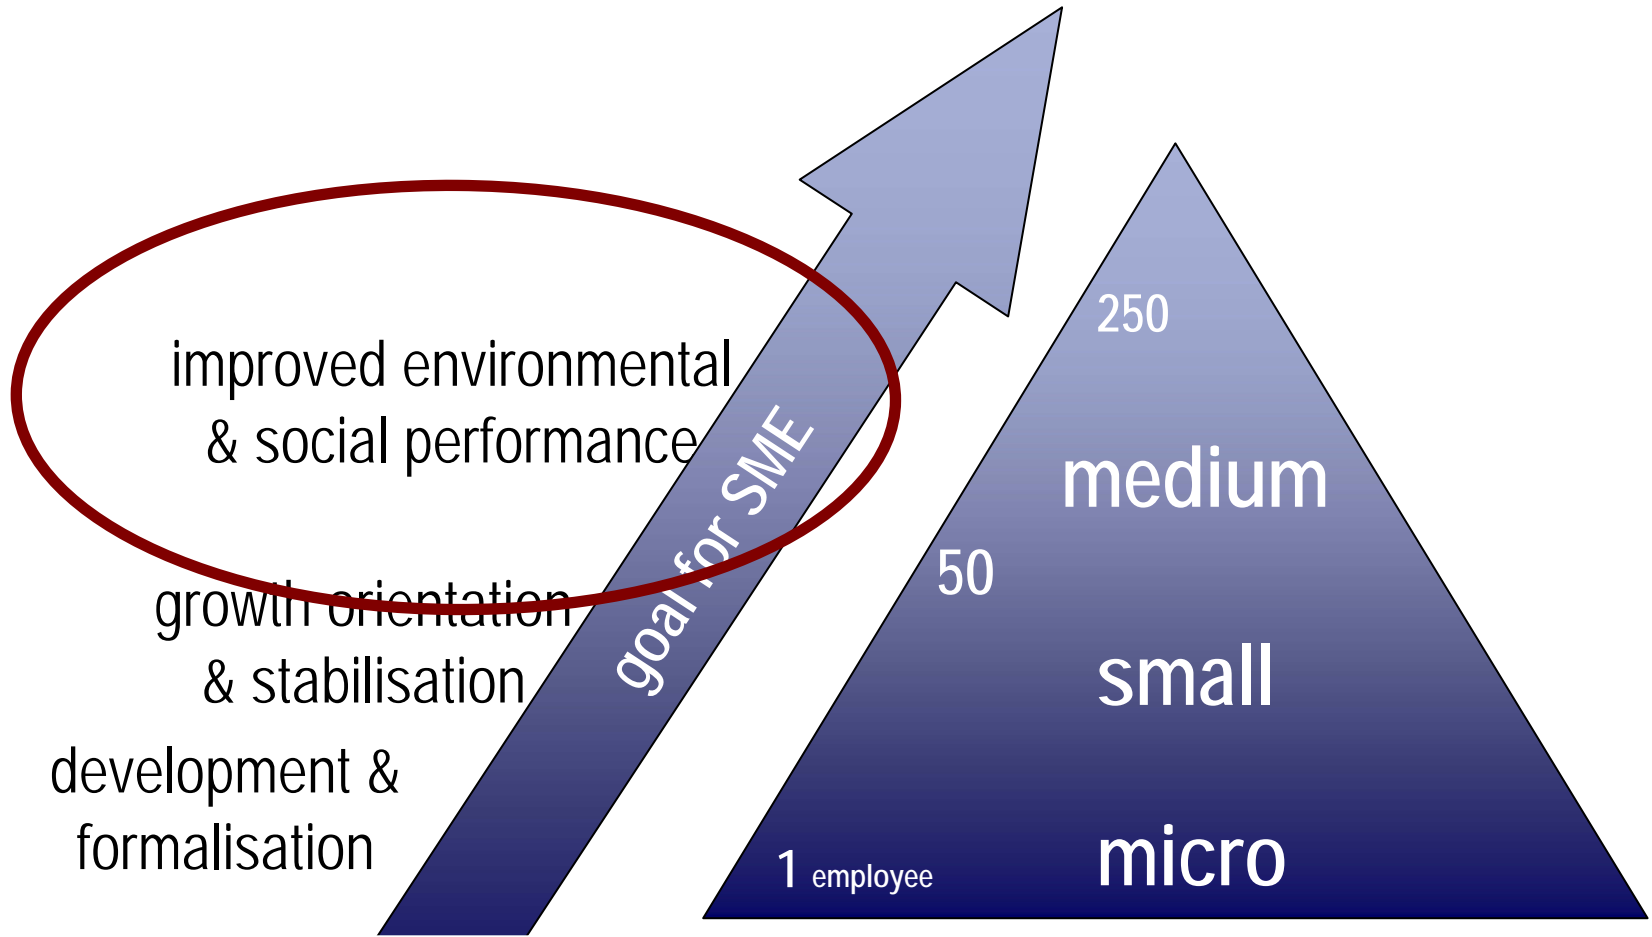 improved environmental
& social performance
growth orientation
& stabilisation
development &
formalisation
goal for SME
250
medium
50
small
1 employee
micro